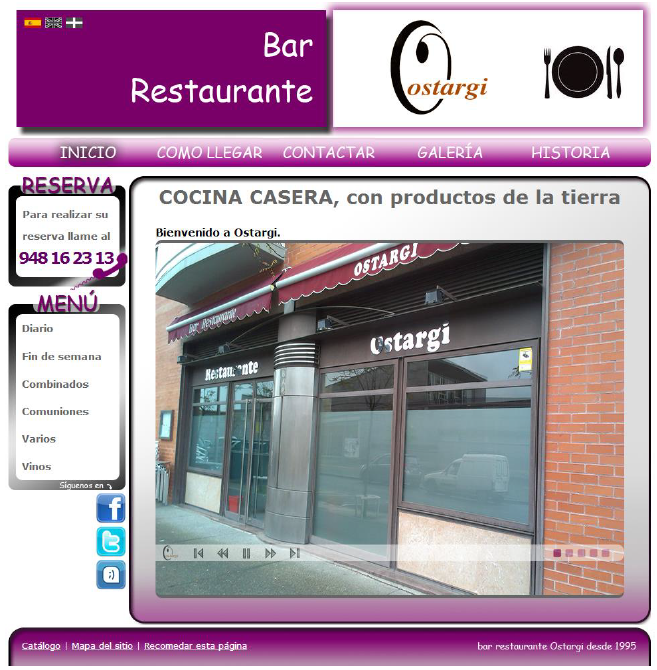 Bar
Restaurante
ostargi
INICIO COMO LLEGAR CONTACTAR GALERÍA HISTORIA
RESERVA
Para realizar su
reserva llame al
948 16 23 13
MENÚ
Diario
Fin de semana
Combinados
Comuniones
Varios
Vinos
Síguenos en
COCINA CASERA, con productos de la tierra
Bienvenido a Ostargi.
OSTARGI
Bar Restaurante
Ostargi
Restaurante
Catálogo | Mapa del sitio | Recomedar esta página
bar restaurante Ostargi desde 1995